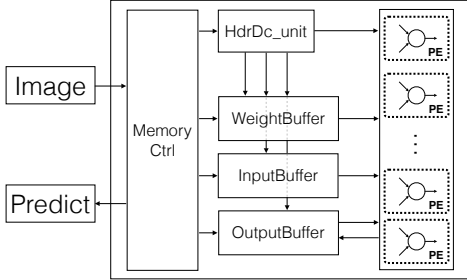 Image
Predict
Memory
Ctrl
HdrDc_unit
WeightBuffer
InputBuffer
OutputBuffer
PE
PE
PE
PE